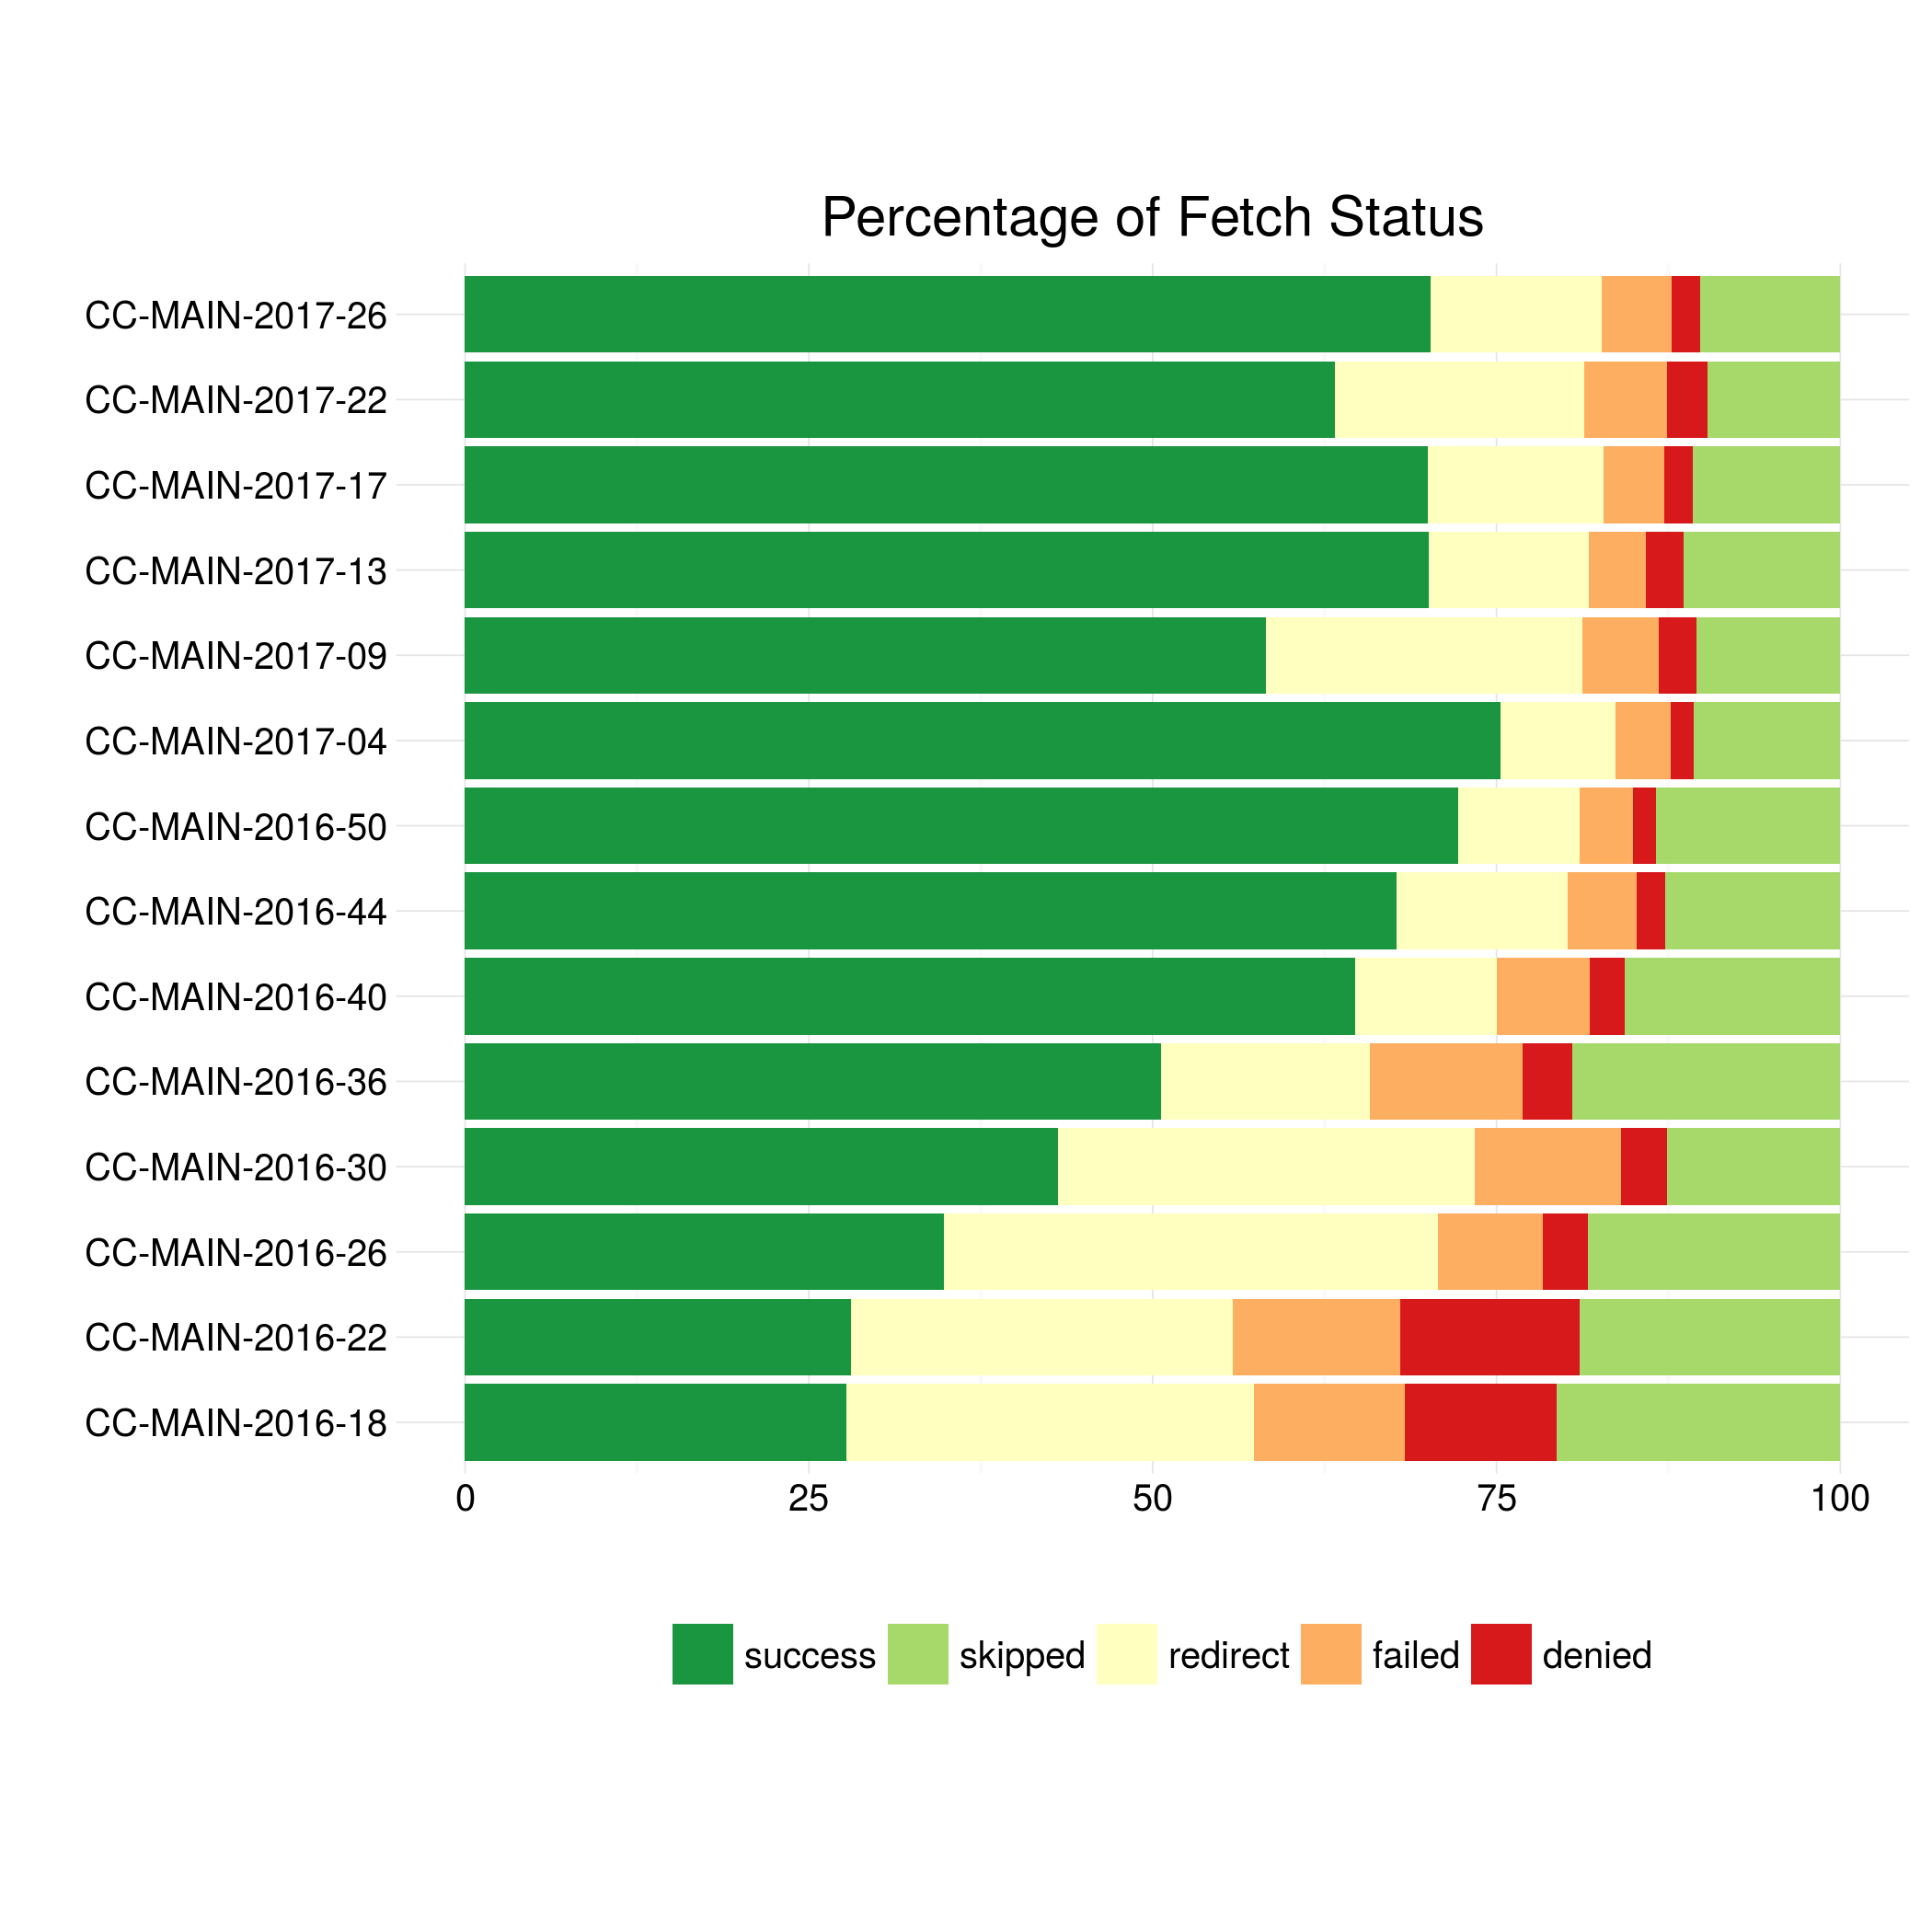 Percentage of Fetch Status
CC-MAIN-2017-26
CC-MAIN-2017-22
CC-MAIN-2017-17
CC-MAIN-2017-13
CC-MAIN-2017-09
CC-MAIN-2017-04
CC-MAIN-2016-50
CC-MAIN-2016-44
CC-MAIN-2016-40
CC-MAIN-2016-36
CC-MAIN-2016-30
CC-MAIN-2016-26
CC-MAIN-2016-22
CC-MAIN-2016-18
0 25 50 75 100
success skipped redirect failed denied